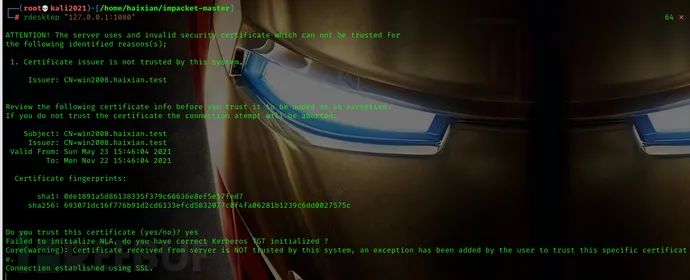 (root💀kali2021)-[/home/haixian/impacket-master]
# rdesktop "127.0.0.1:1080"
64 ×
ATTENTION! The server uses and invalid security certificate which can not be trusted for
the following identified reasons(s);
1. Certificate issuer is not trusted by this system.
Issuer: CN=win2008.haixian.test
Review the following certificate info before you trust it to be added as an exception.
If you do not trust the certificate the connection atempt will be aborted:
Subject: CN=win2008.haixian.test
Issuer: CN=win2008.haixian.test
Valid From: Sun May 23 15:46:04 2021
To: Mon Nov 22 15:46:04 2021
Certificate fingerprints:
sha1: 0de1891a5d86138335f379c66636e8ef5e57fed7
sha256: 693071dc16f776b91d2cd6133efcd5832077c0f4fa06281b1239c6dd0027575c
Do you trust this certificate (yes/no)? yes
Failed to initialize NLA, do you have correct Kerberos TGT initialized ?
Core(warning): Certificate received from server is NOT trusted by this system, an exception has been added by the user to trust this specific certificat
e.
Connection established using SSL.